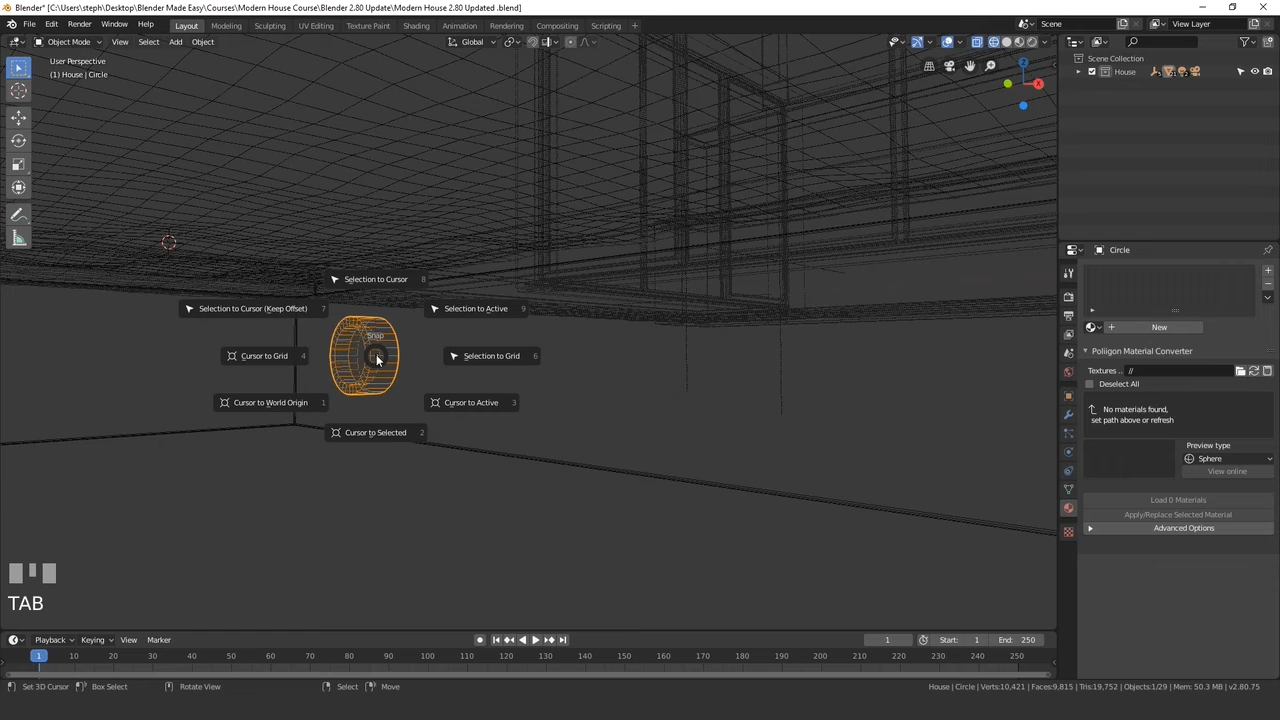 Blender* [C:\Users\steph\Desktop\Blender Made Easy\Courses\Modern House Course\Blender 2.80 Update\Modern House 2.80 Updated .blend]
File Edit Render Window Help Layout Modeling Sculpting UV Editing Texture Paint Shading Animation Rendering Compositing Scripting + Scene View Layer
Object Mode View Select Add Object Global
User Perspective
(1) House | Circle
Z
X
Scene Collection
House
Circle
New
Poliigon Material Converter
Textures .. //
Deselect All
No materials found,
set path above or refresh
Preview type
Sphere
View online
Load 0 Materials
Apply/Replace Selected Material
Advanced Options
Selection to Cursor 8
Selection to Cursor (Keep Offset) 7
Selection to Active 9
Snap
Cursor to Grid 4
Selection to Grid 6
Cursor to World Origin 1
Cursor to Active 3
Cursor to Selected 2
TAB
Playback Keying View Marker 1 Start: 1 End: 250
1 10 20 30 40 50 60 70 80 90 100 110 120 130 140 150 160 170 180 190 200 210 220 230 240 250
Set 3D Cursor Box Select Rotate View Select Move House | Circle | Verts:10,421 | Faces:9,815 | Tris:19,752 | Objects:1/29 | Mem: 50.3 MB | v2.80.75